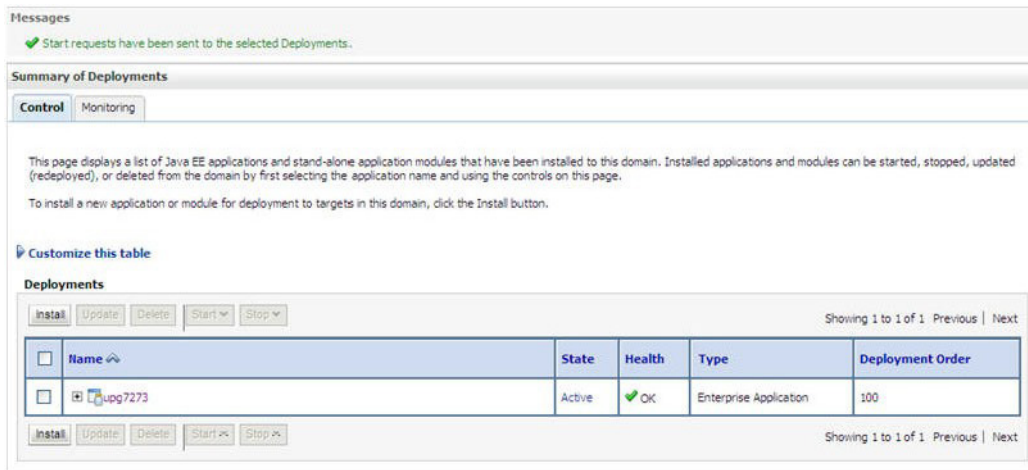 Messages
Start requests have been sent to the selected Deployments.
Summary of Deployments
Control Monitoring
This page displays a list of Java EE applications and stand-alone application modules that have been installed to this domain. Installed applications and modules can be started, stopped, updated
(redeployed), or deleted from the domain by first selecting the application name and using the controls on this page.
To install a new application or module for deployment to targets in this domain, click the Install button.
Customize this table
Deployments
Install Update Delete Start Stop Showing 1 to 1 of 1 Previous | Next
Name State Health Type Deployment Order
upg7273 Active OK Enterprise Application 100
Install Update Delete Start Stop Showing 1 to 1 of 1 Previous | Next